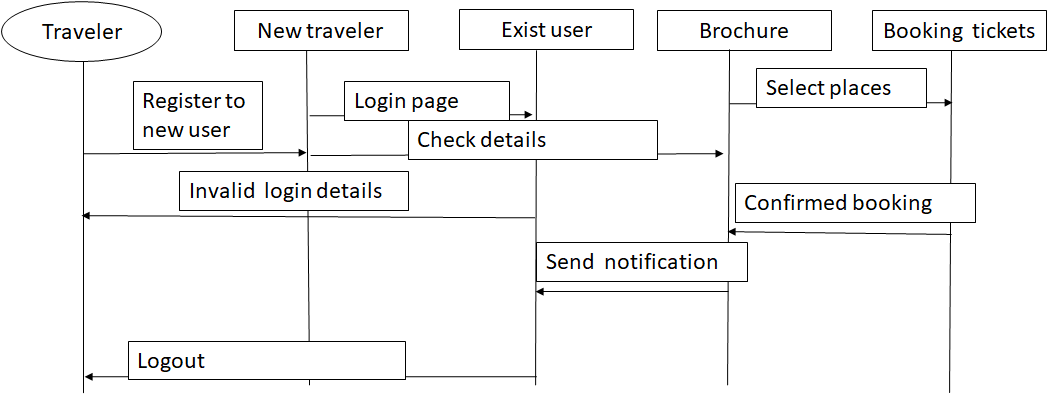 Traveler
New traveler
Exist user
Brochure
Booking tickets
Register to
new user
Login page
Select places
Check details
Invalid login details
Confirmed booking
Send notification
Logout